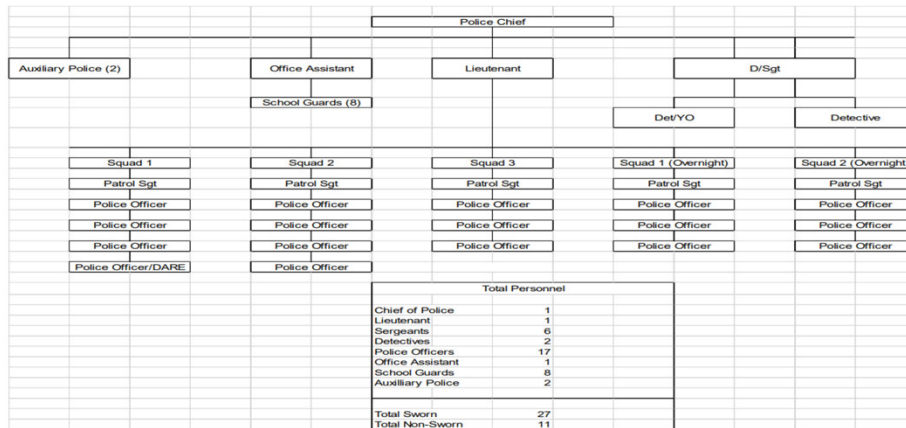 Police Chief
Auxiliary Police (2) Office Assistant Lieutenant D/Sgt
School Guards (8)
Det/YO Detective
Squad 1 Squad 2 Squad 3 Squad 1 (Overnight) Squad 2 (Overnight
Patrol Sgt Patrol Sgt Patrol Sgt Patrol Sgt Patrol Sgt
Police Officer Police Officer Police Officer Police Officer Police Officer
Police Officer Police Officer Police Officer Police Officer Police Officer
Police Officer Police Officer Police Officer Police Officer Police Officer
Police Officer/DARE Police Officer
Total Personnel
Chief of Police 1
Lieutenant 1
Sergeants 6
Detectives 2
Police Officers 17
Office Assistant 1
School Guards 8
Auxilliary Police 2
Total Sworn 27
Total Non-Sworn 11